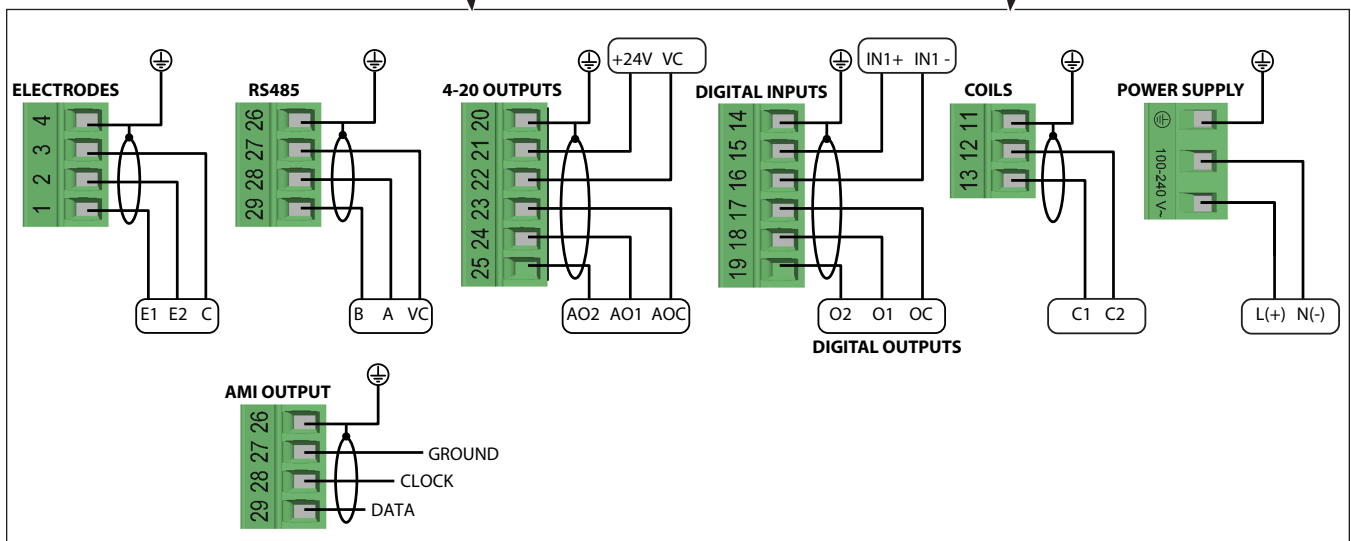 ELECTRODES
4
3
2
1
E1 E2 C
RS485
26
27
28
29
B A VC
4-20 OUTPUTS
+24V VC
20
21
22
23
24
25
AO2 AO1 AOC
DIGITAL INPUTS
IN1+ IN1 -
14
15
16
17
18
19
O2 O1 OC
DIGITAL OUTPUTS
COILS
11
12
13
C1 C2
POWER SUPPLY
100-240 V~
L(+) N(-)
AMI OUTPUT
26
27
28
29
GROUND
CLOCK
DATA